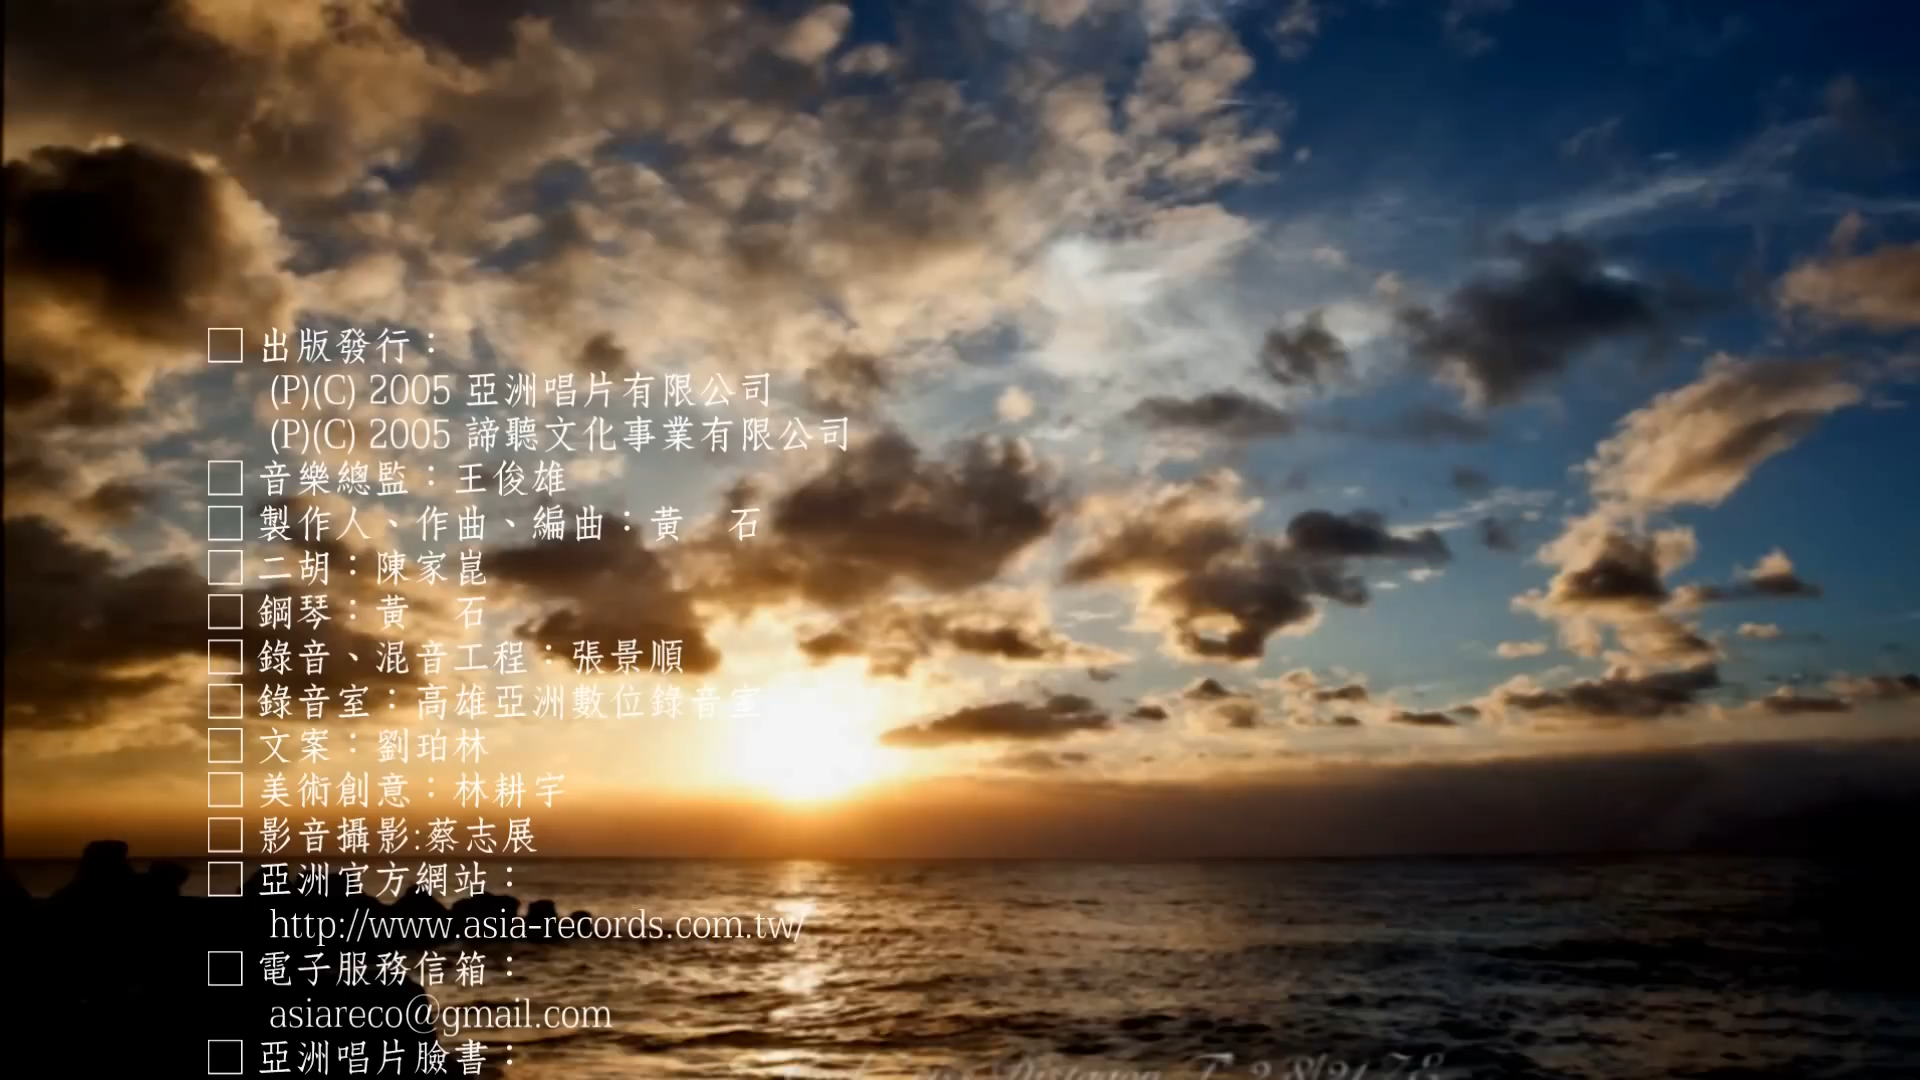 □ 出版發行：
(P)(C) 2005 亞洲唱片有限公司
(P)(C) 2005 諦聽文化事業有限公司
□ 音樂總監：王俊雄
□ 製作人、作曲、編曲：黃　石
□ 二胡：陳家崑
□ 鋼琴：黃　石
□ 錄音、混音工程：張景順
□ 錄音室：高雄亞洲數位錄音室
□ 文案：劉珀林
□ 美術創意：林耕宇
□ 影音攝影:蔡志展
□ 亞洲官方網站：
http://www.asia-records.com.tw/
□ 電子服務信箱：
asiareco@gmail.com
□ 亞洲唱片臉書：
Distagon T* 2.8/21 ZE